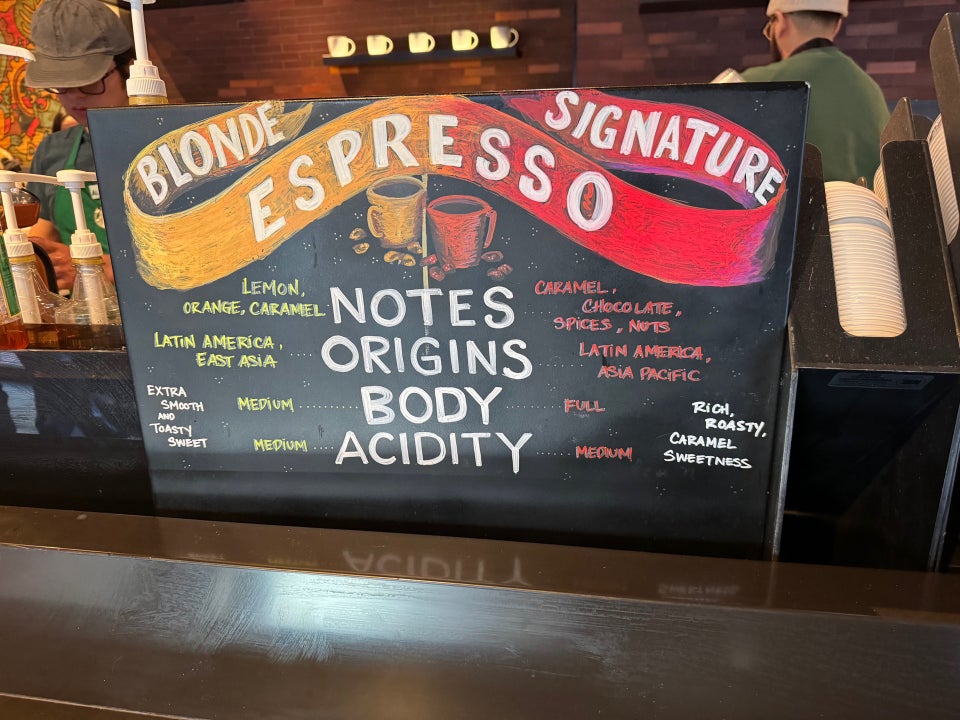 BLONDE
ESPRESSO
SIGNATURE
LEMON,
ORANGE, CARAMEL
NOTES
CARAMEL,
CHOCOLATE,
SPICES, NUTS
LATIN AMERICA,
EAST ASIA
ORIGINS
LATIN AMERICA,
ASIA PACIFIC
EXTRA
SMOOTH
AND
TOASTY
SWEET
MEDIUM
BODY
FULL
MEDIUM
ACIDITY
MEDIUM
RICH,
ROASTY,
CARAMEL
SWEETNESS